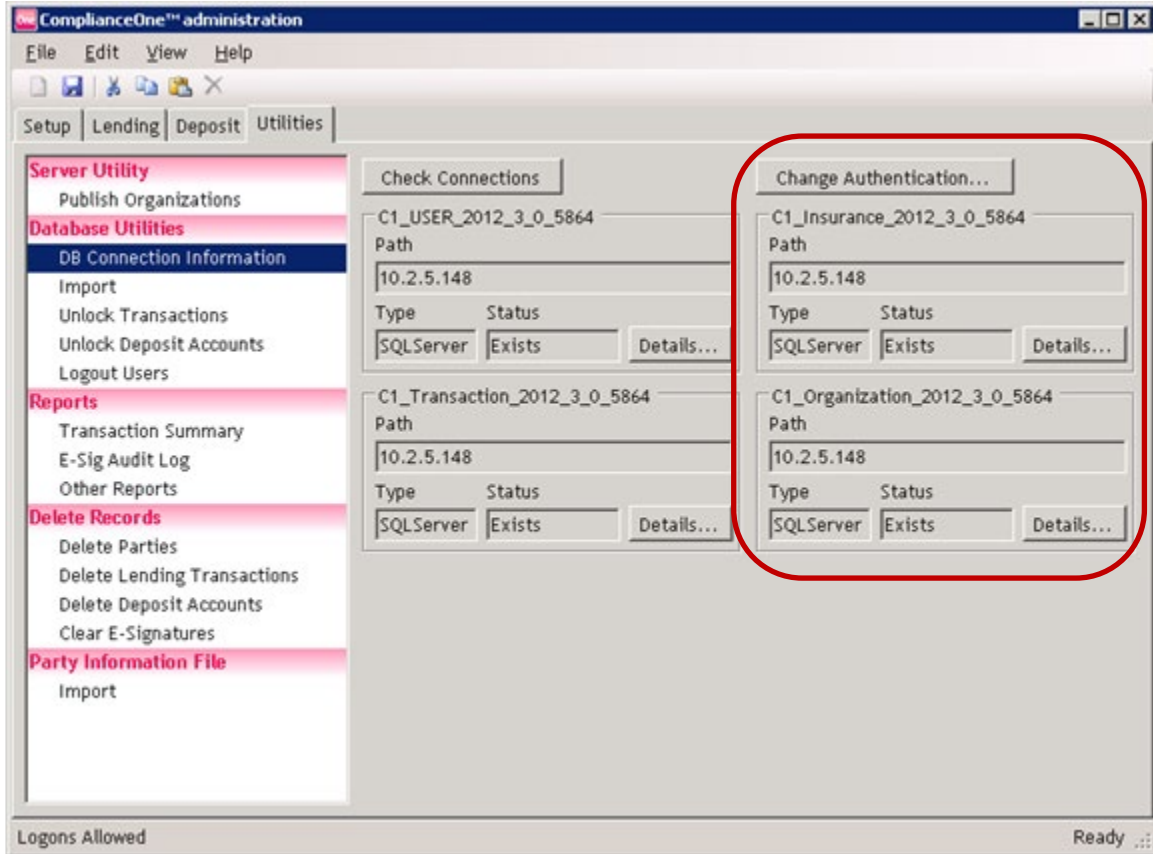 ComplianceOne™ administration
File Edit View Help
Setup Lending Deposit Utilities
Server Utility
Publish Organizations
Database Utilities
DB Connection Information
Import
Unlock Transactions
Unlock Deposit Accounts
Logout Users
Reports
Transaction Summary
E-Sig Audit Log
Other Reports
Delete Records
Delete Parties
Delete Lending Transactions
Delete Deposit Accounts
Clear E-Signatures
Party Information File
Import
Check Connections
C1_USER_2012_3_0_5864
Path
10.2.5.148
Type Status
SQLServer Exists Details...
C1_Transaction_2012_3_0_5864
Path
10.2.5.148
Type Status
SQLServer Exists Details...
Change Authentication...
C1_Insurance_2012_3_0_5864
Path
10.2.5.148
Type Status
SQLServer Exists Details...
C1_Organization_2012_3_0_5864
Path
10.2.5.148
Type Status
SQLServer Exists Details...
Logons Allowed Ready